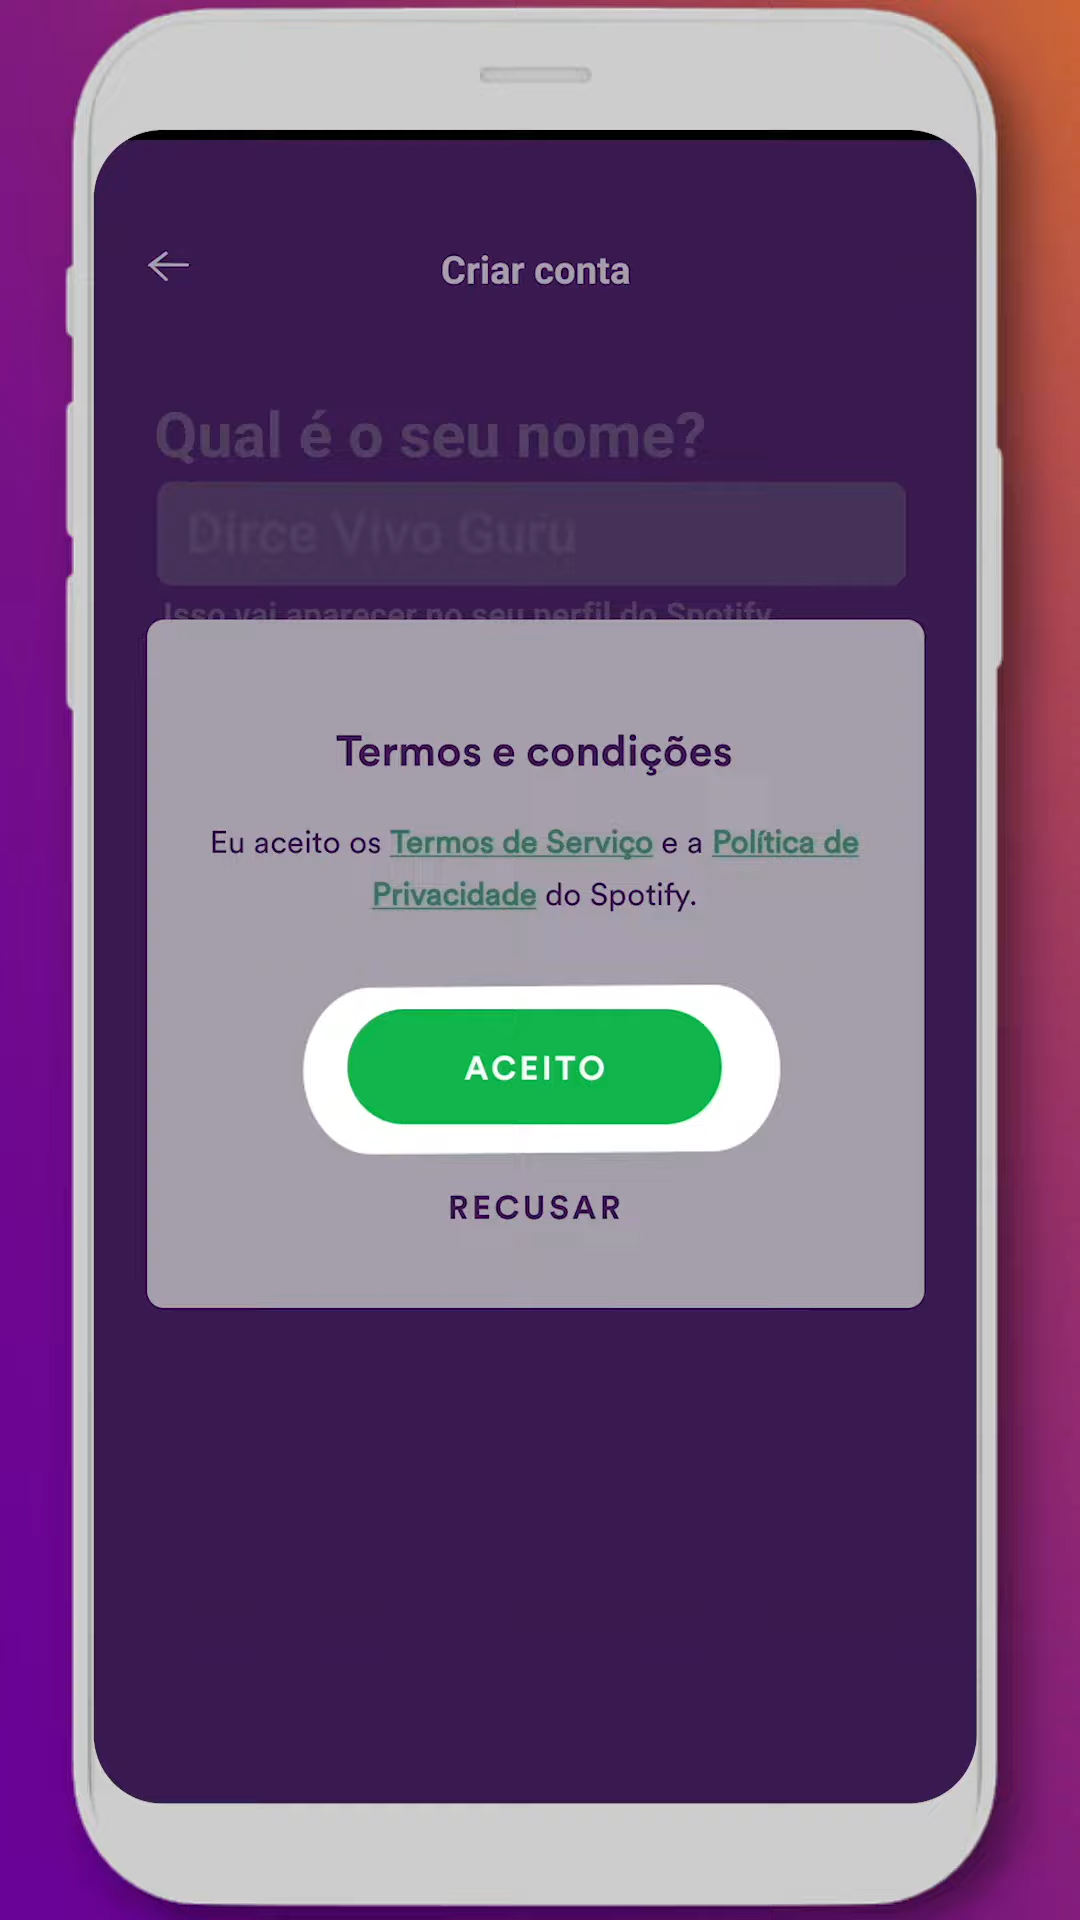 Criar conta
Qual é o seu nome?
Dirce Vivo Guru
Isso vai aparecer no seu perfil do Spotify
Termos e condições
Eu aceito os Termos de Serviço e a Política de
Privacidade do Spotify.
ACEITO
RECUSAR